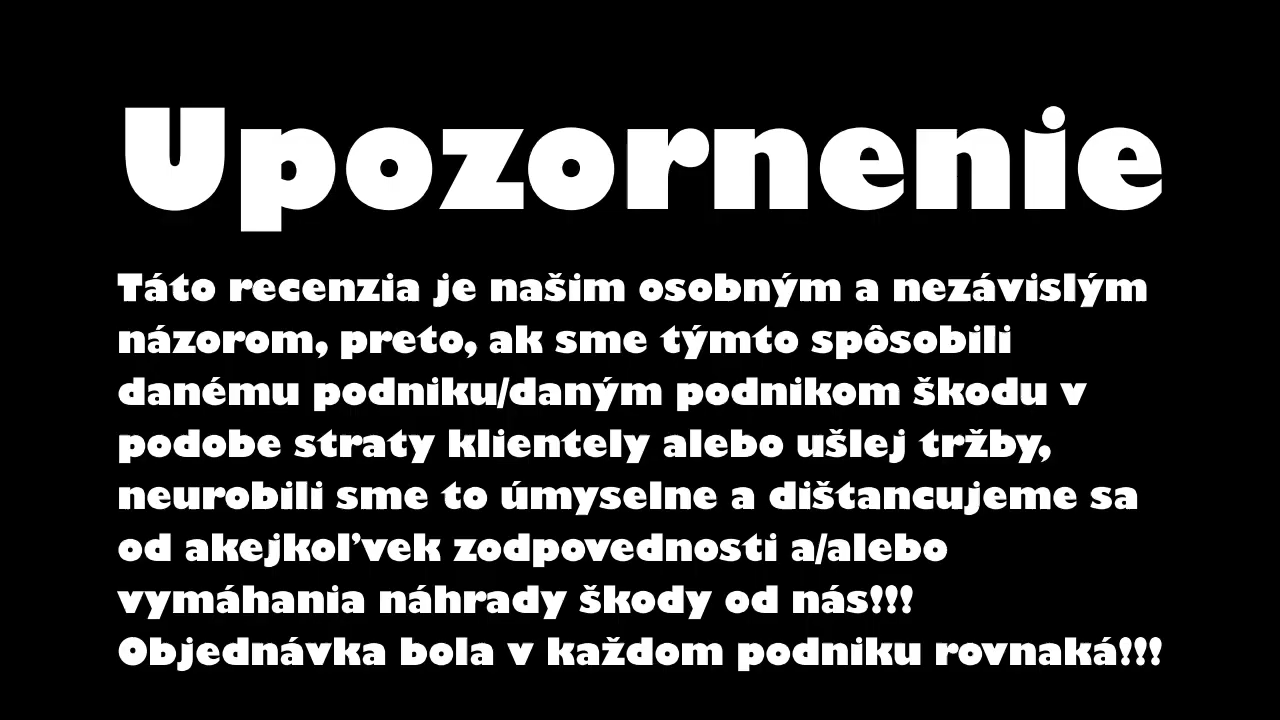 Upozornenie
Táto recenzia je našim osobným a nezávislým
názorom, preto, ak sme týmto spôsobili
danému podniku/daným podnikom škodu v
podobe straty klientely alebo ušlej tržby,
neurobili sme to úmyselne a dištancujeme sa
od akejkoľvek zodpovednosti a/alebo
vymáhania náhrady škody od nás!!!
Objednávka bola v každom podniku rovnaká!!!